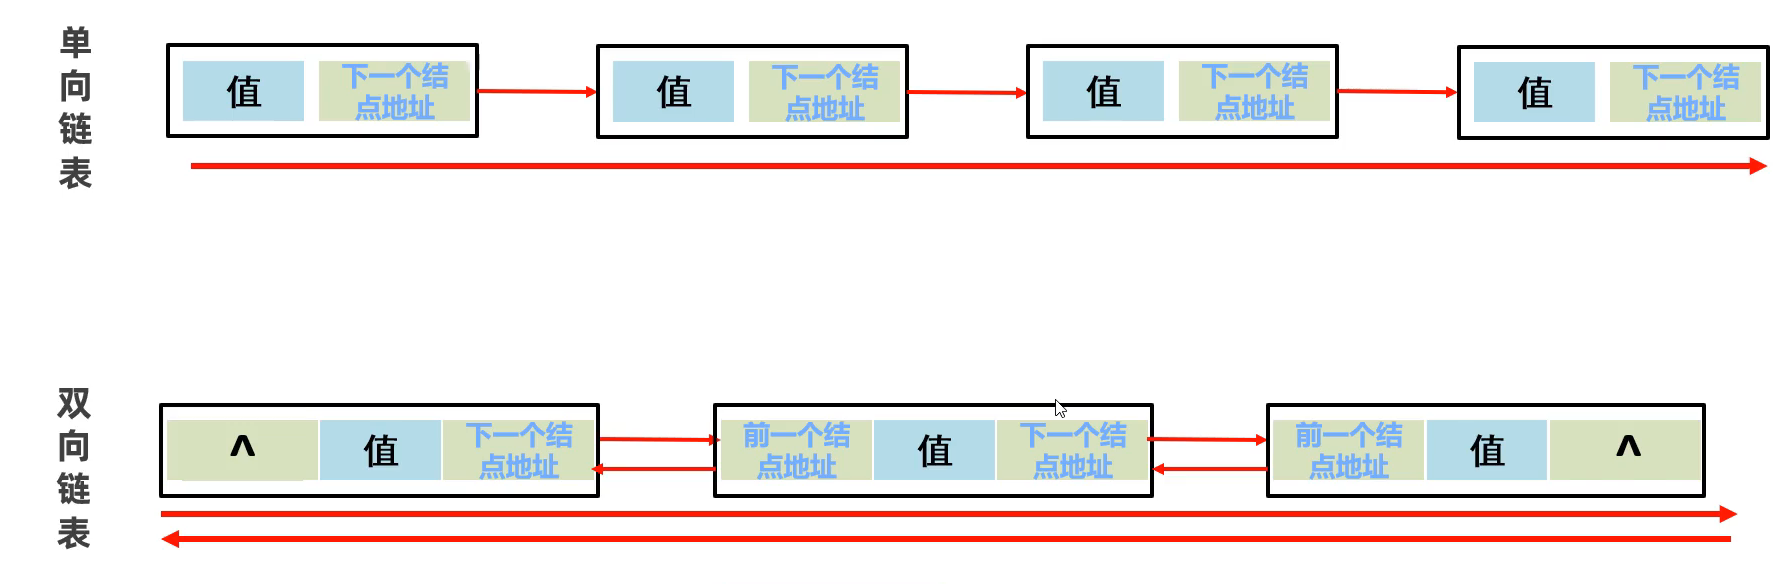 单向链表
值
下一个结
点地址
值
下一个结
点地址
值
下一个结
点地址
值
下一个结
点地址
双向链表
^
值
下一个结
点地址
前一个结
点地址
值
下一个结
点地址
前一个结
点地址
值
^